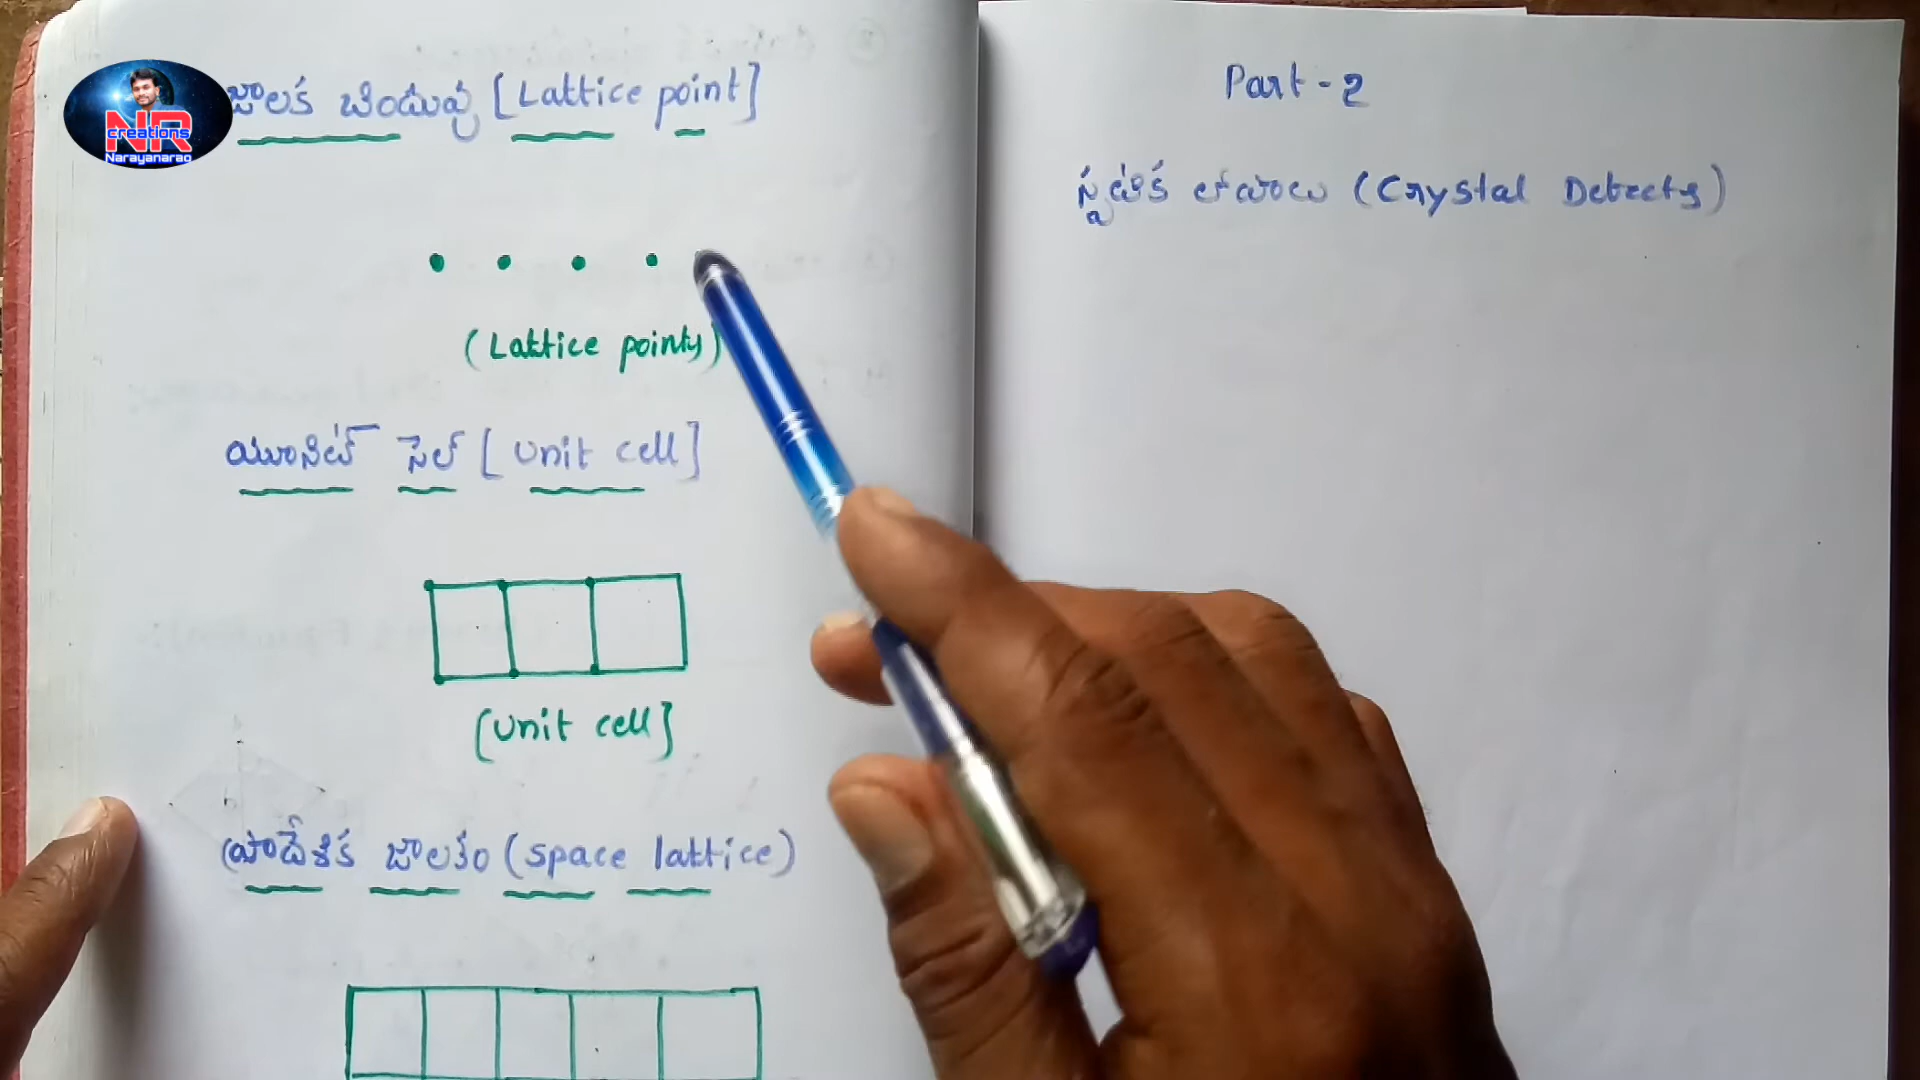 NR
creations
Narayanarao
జాలక బిందువు [Lattice point]
(Lattice points)
యూనిట్ సెల్ [unit cell]
[unit cell]
ప్రాదేశిక జాలకం (space lattice)
Part - 2
స్ఫటిక లోపాలు (Crystal Defects)